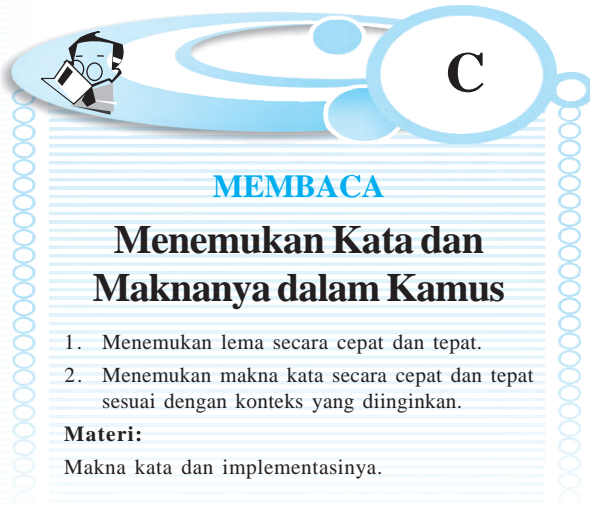 C
MEMBACA
Menemukan Kata dan
Maknanya dalam Kamus
1. Menemukan lema secara cepat dan tepat.
2. Menemukan makna kata secara cepat dan tepat
sesuai dengan konteks yang diinginkan.
Materi:
Makna kata dan implementasinya.